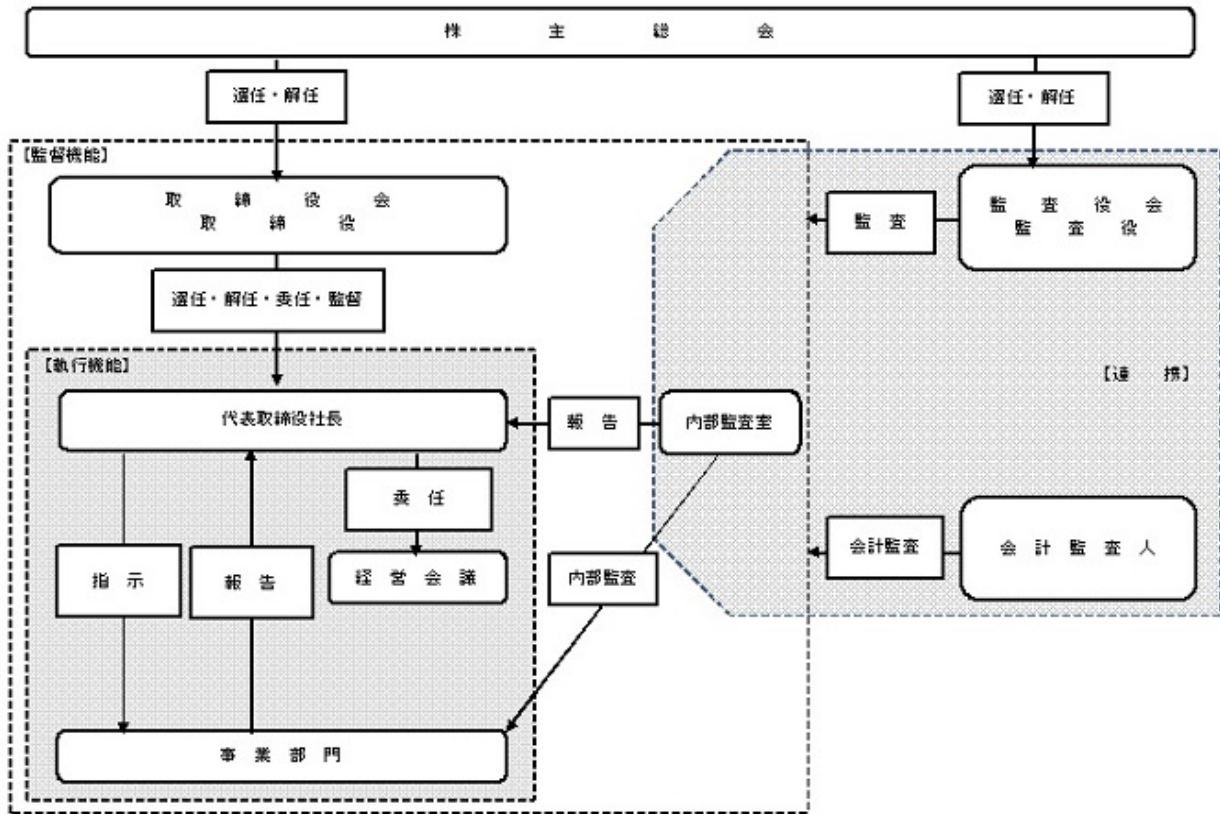 株主総会
選任・解任
選任・解任
【監督機能】
取締役会
取締役
監査役会
監査役
監査
選任・解任・委任・監督
【執行機能】
【連携】
代表取締役社長
報告
内部監査室
委任
指示
報告
経営会議
内部監査
会計監査
会計監査人
事業部門